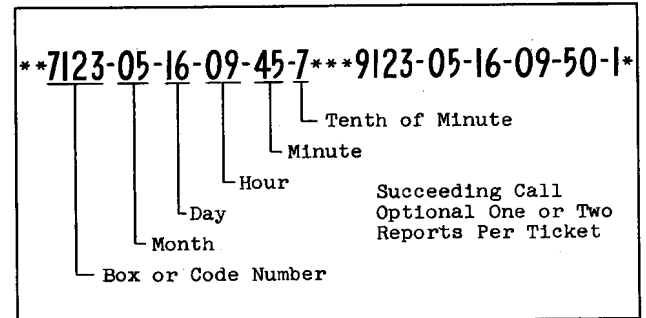 **7123-05-16-09-45-7***9123-05-16-09-50-1*
Tenth of Minute
Minute
Hour
Succeeding Call
Day
Optional One or Two
Reports Per Ticket
Month
Box or Code Number